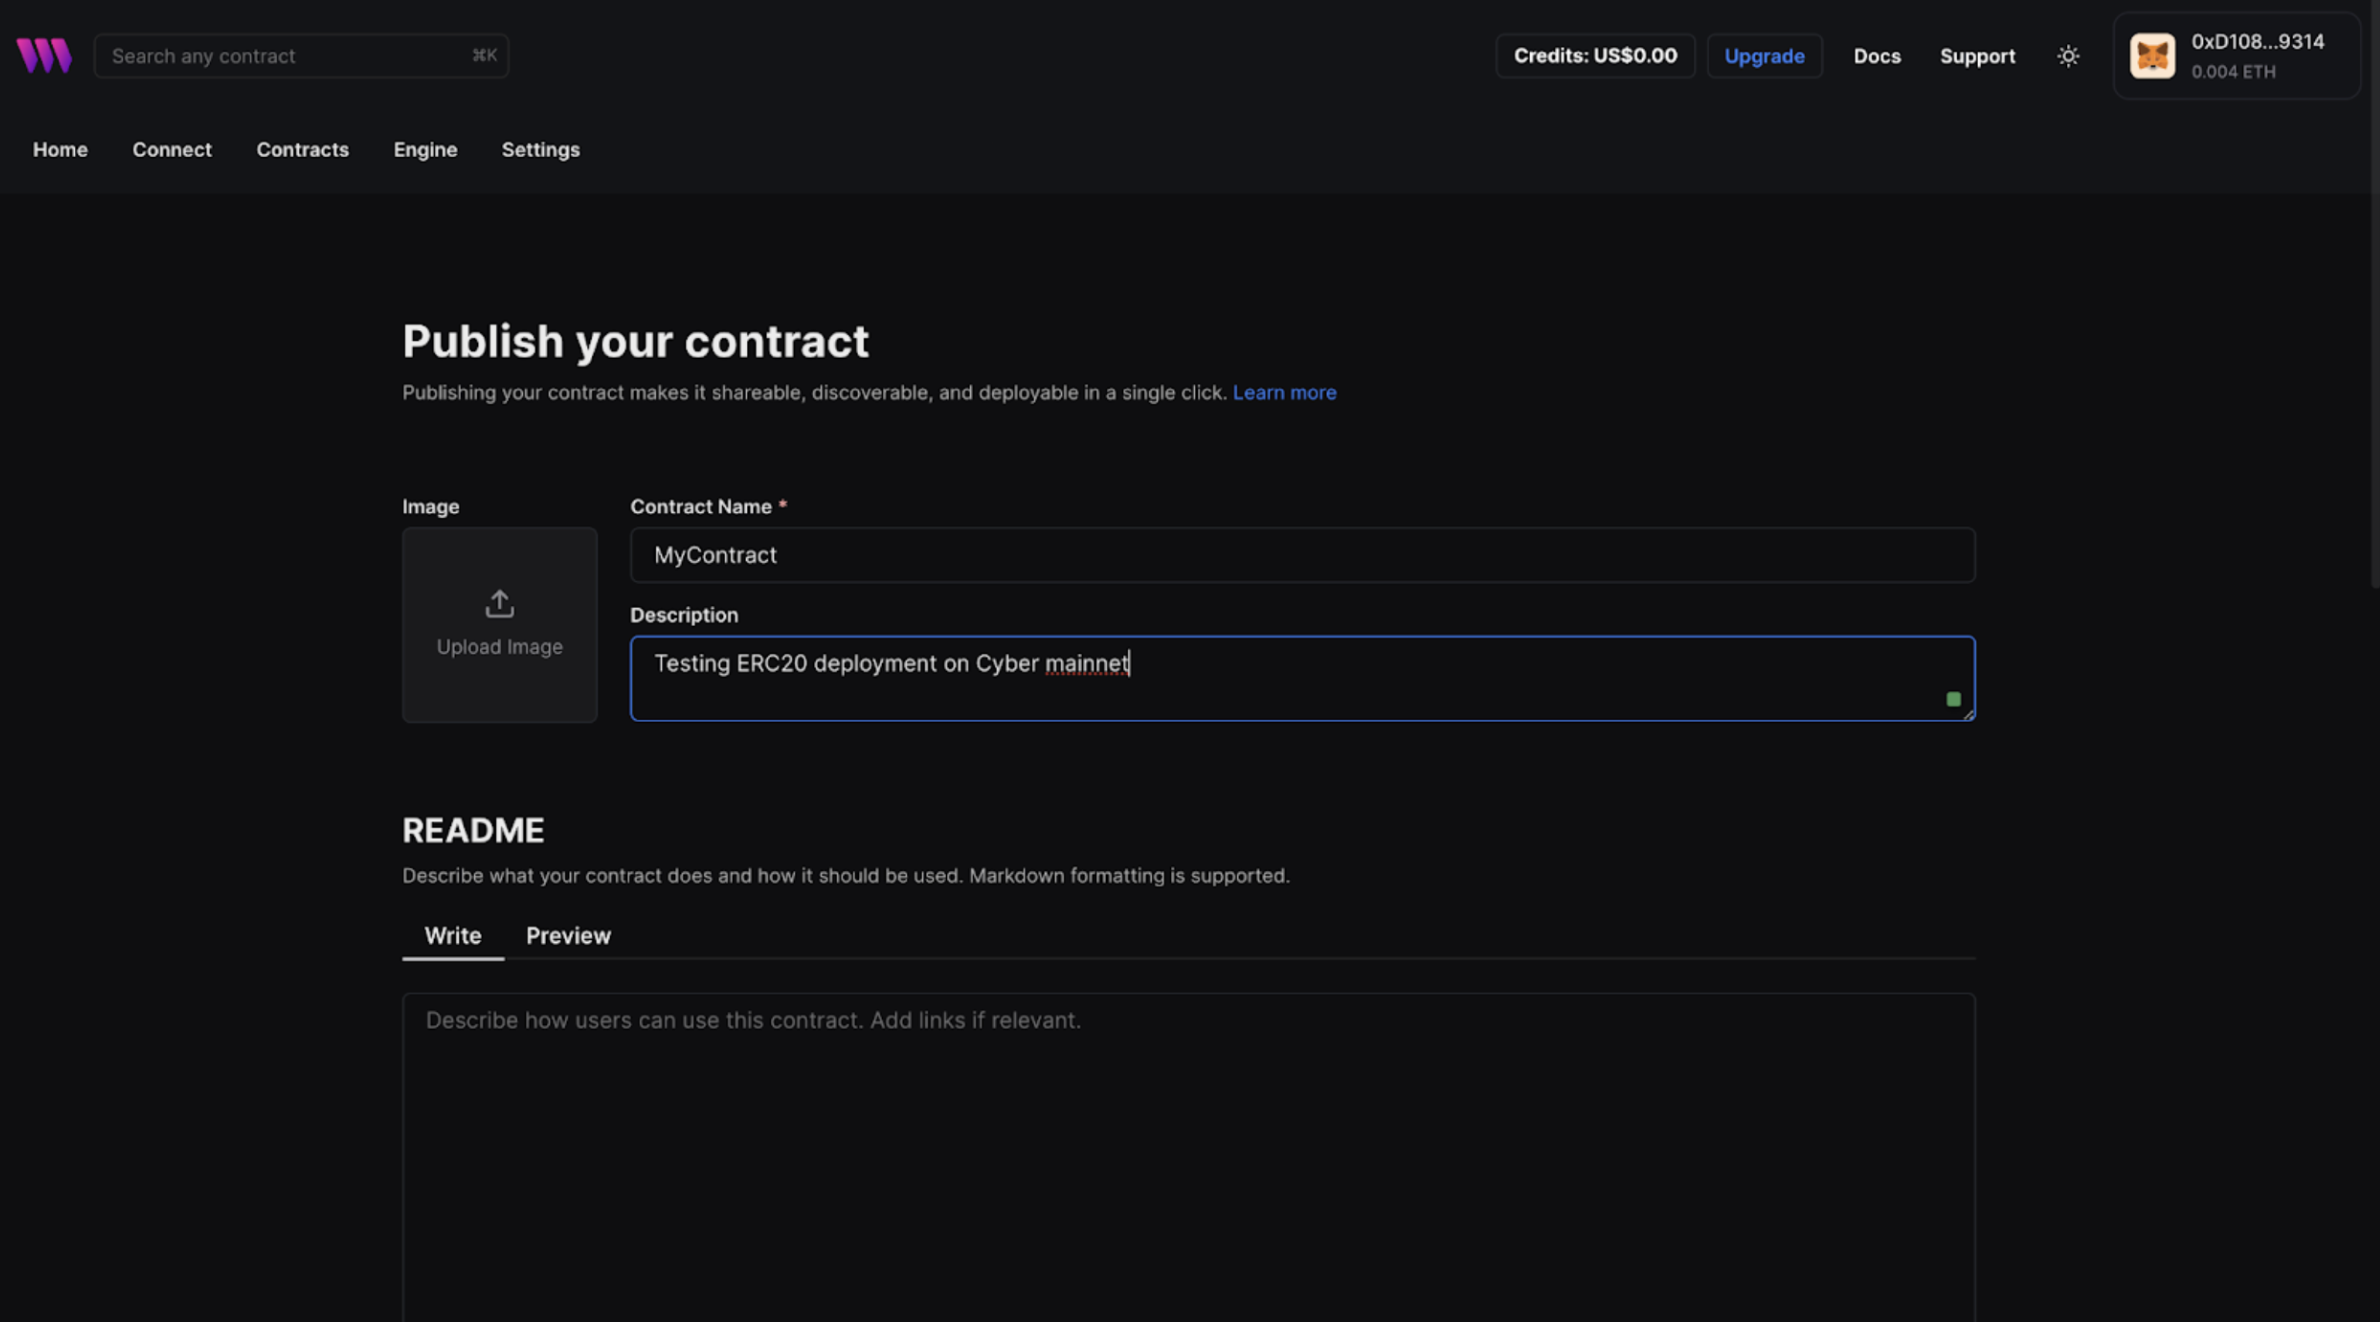 Search any contract ⌘K
Credits: US$0.00
Upgrade
Docs
Support
0xD108...9314
0.004 ETH
Home
Connect
Contracts
Engine
Settings
Publish your contract
Publishing your contract makes it shareable, discoverable, and deployable in a single click. Learn more
Image
Upload Image
Contract Name *
MyContract
Description
Testing ERC20 deployment on Cyber mainnet
README
Describe what your contract does and how it should be used. Markdown formatting is supported.
Write
Preview
Describe how users can use this contract. Add links if relevant.